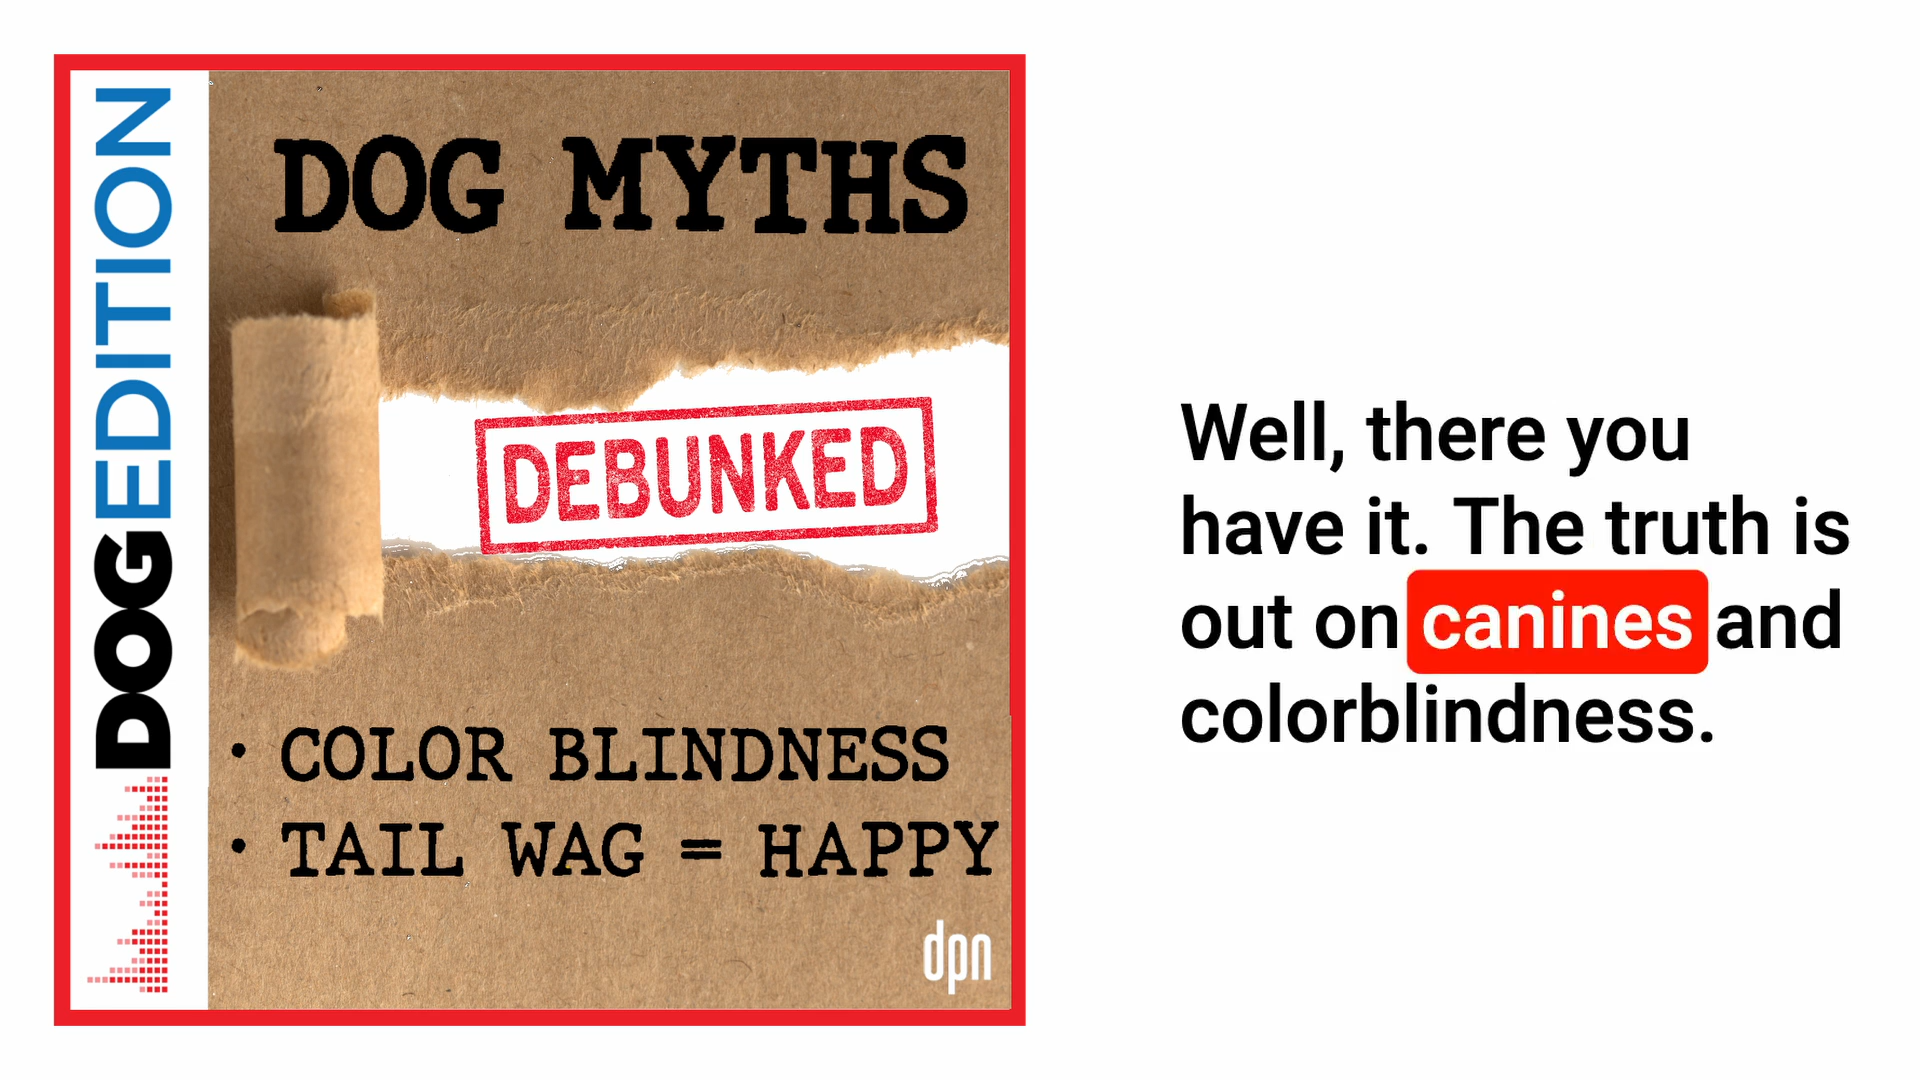 DOGEDITION
DOG MYTHS
DEBUNKED
• COLOR BLINDNESS
• TAIL WAG = HAPPY
dpn
Well, there you
have it. The truth is
out on canines and
colorblindness.